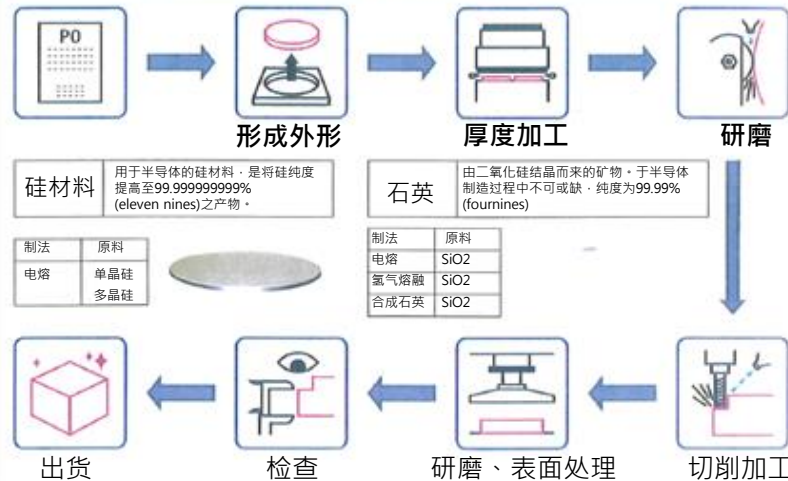 PO
形成外形
厚度加工
研磨
硅材料
用于半导体的硅材料，是将硅纯度
提高至99.999999999%
(eleven nines)之产物。
石英
由二氧化硅结晶而来的矿物。于半导体
制造过程中不可或缺，纯度为99.99%
(fournines)
制法 原料
电熔 单晶硅
多晶硅
制法 原料
电熔 SiO2
氢气熔融 SiO2
合成石英 SiO2
出货
检查
研磨、表面处理
切削加工